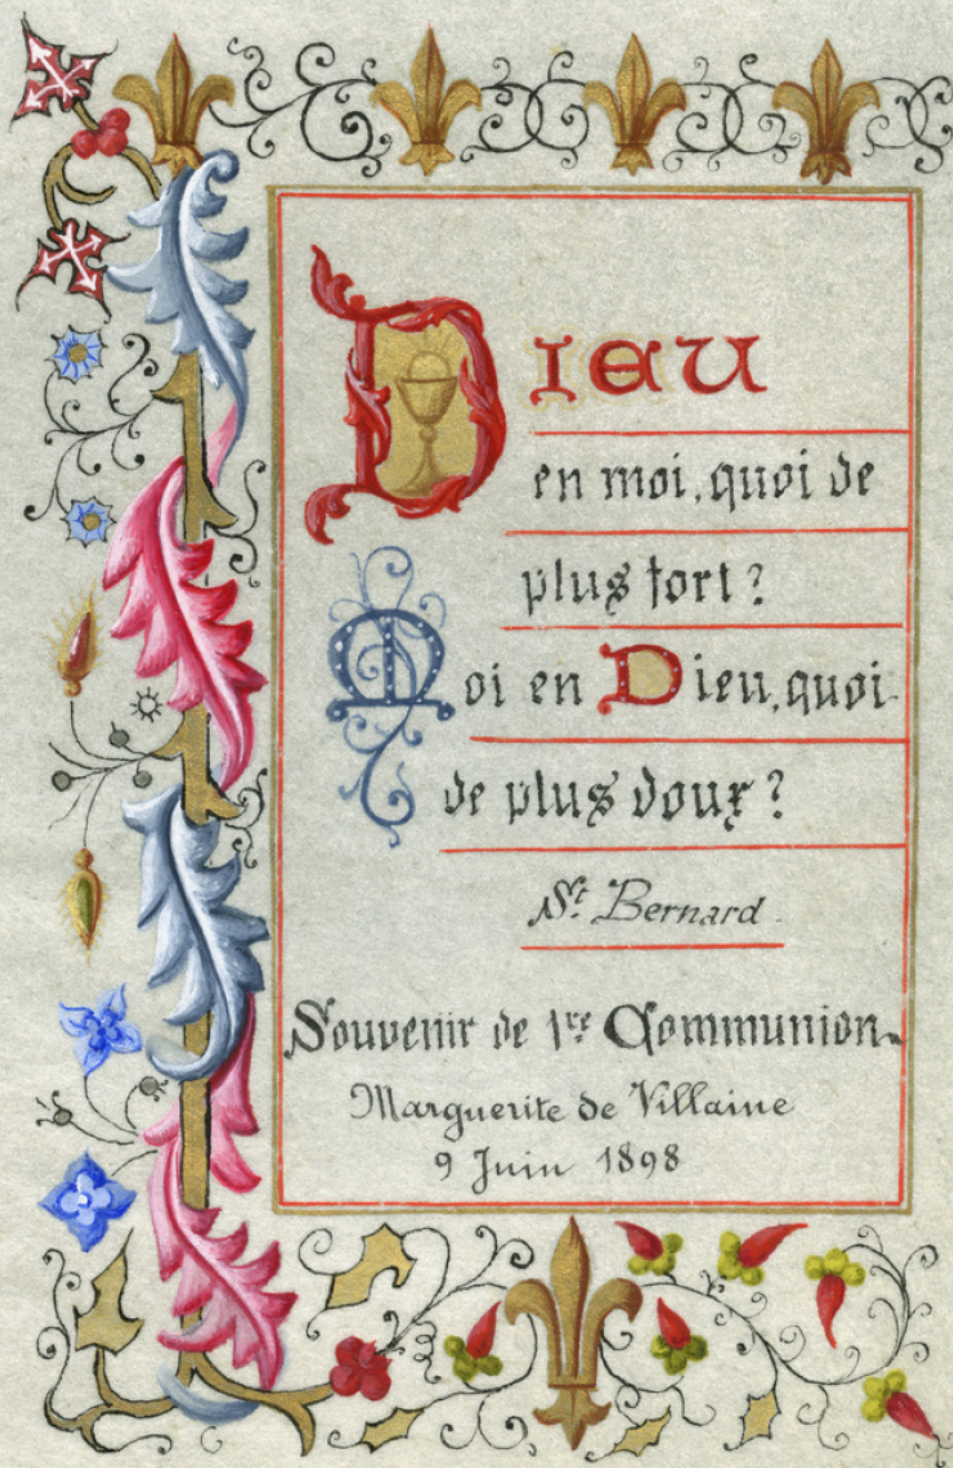 Dieu
en moi, quoi de
plus fort ?
Moi en Dieu, quoi
de plus doux ?
St. Bernard.
Souvenir de 1re Communion.
Marguerite de Villaine
9 Juin 1898